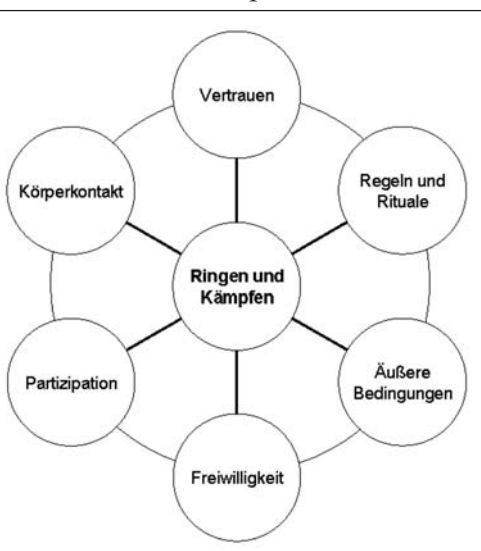 Vertrauen
Körperkontakt
Regeln und
Rituale
Ringen und
Kämpfen
Partizipation
Äußere
Bedingungen
Freiwilligkeit